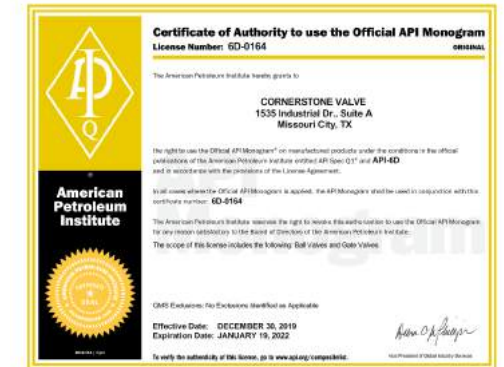 Certificate of Authority to use the Official API Monogram
License Number: 6D-0164
ORIGINAL
The American Petroleum Institute hereby grants to
CORNERSTONE VALVE
1535 Industrial Dr., Suite A
Missouri City, TX
the right to use the Official API Monogram® on manufactured products under the conditions in the official
publications of the American Petroleum Institute entitled API Spec Q1® and API-6D
and in accordance with the provisions of the License Agreement.
In all cases where the Official API Monogram is applied, the API Monogram shall be used in conjunction with this
certificate number: 6D-0164
The American Petroleum Institute reserves the right to revoke this authorization to use the Official API Monogram
for any reason satisfactory to the Board of Directors of the American Petroleum Institute.
The scope of this license includes the following: Ball Valves and Gate Valves
QMS Exclusions: No Exclusions Identified as Applicable
Effective Date: DECEMBER 30, 2019
Expiration Date: JANUARY 19, 2022
To verify the authenticity of this license, go to www.api.org/compositelist.
Vice President of Global Industry Services
API
Q
American
Petroleum
Institute
SEAL